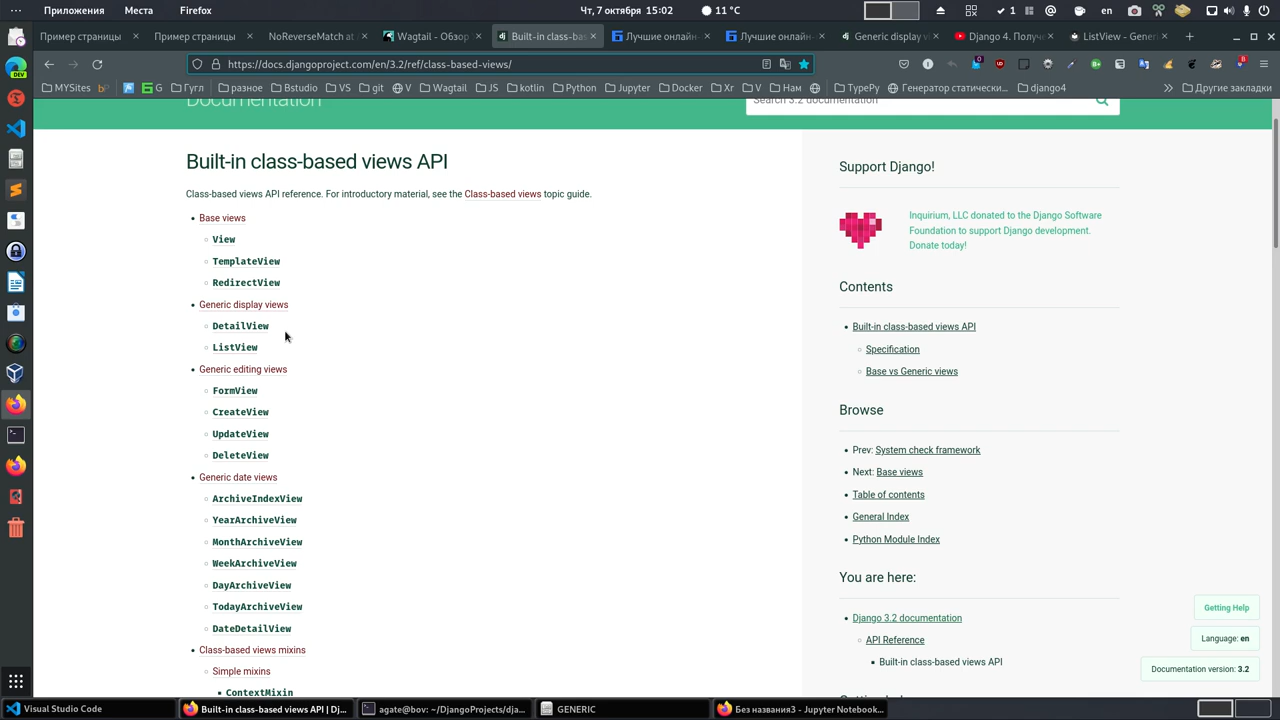 Приложения Места Firefox Чт, 7 октября 15:02 11 °C 1 en
Пример страницы Пример страницы NoReverseMatch at Wagtail - Обзор Built-in class-bas Лучшие онлайн- Лучшие онлайн- Generic display vi Django 4. Получ ListView - Generic
https://docs.djangoproject.com/en/3.2/ref/class-based-views/
MYSites G Гугл разное Bstudio VS git V Wagtail JS kotlin Python Jupyter Docker Xr V Нам TypePy Генератор статически... django4 Другие закладки
Documentation
Search 3.2 documentation
Built-in class-based views API
Class-based views API reference. For introductory material, see the Class-based views topic guide.
Base views
View
TemplateView
RedirectView
Generic display views
DetailView
ListView
Generic editing views
FormView
CreateView
UpdateView
DeleteView
Generic date views
ArchiveIndexView
YearArchiveView
MonthArchiveView
WeekArchiveView
DayArchiveView
TodayArchiveView
DateDetailView
Class-based views mixins
Simple mixins
ContextMixin
Support Django!
Inquirium, LLC donated to the Django Software
Foundation to support Django development.
Donate today!
Contents
Built-in class-based views API
Specification
Base vs Generic views
Browse
Prev: System check framework
Next: Base views
Table of contents
General Index
Python Module Index
You are here:
Django 3.2 documentation
API Reference
Built-in class-based views API
Getting Help
Language: en
Documentation version: 3.2
Visual Studio Code Built-in class-based views API | Dj... agate@bov: ~/DjangoProjects/dja... GENERIC Без названия3 - Jupyter Notebook...